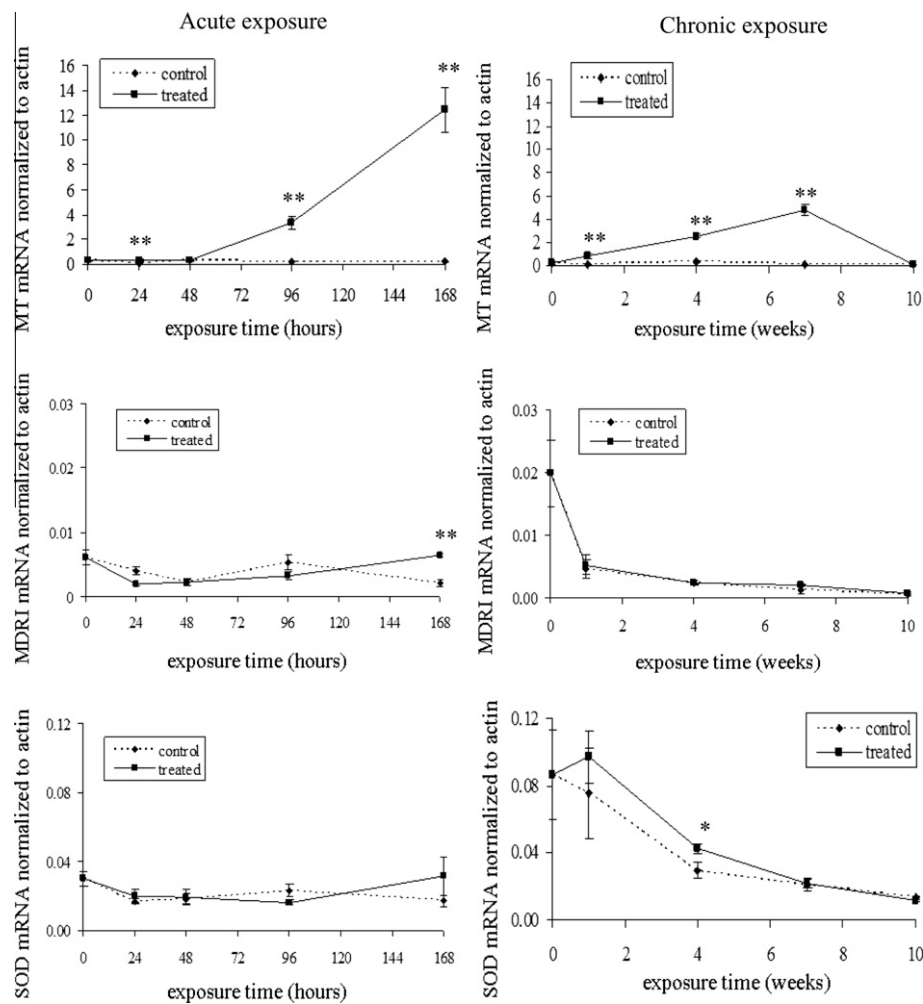 Acute exposure
MT mRNA normalized to actin
16
14
12
10
8
6
4
2
0
control
treated
**
**
**
0 24 48 72 96 120 144 168
exposure time (hours)
Chronic exposure
MT mRNA normalized to actin
16
14
12
10
8
6
4
2
0
control
treated
**
**
**
0 2 4 6 8 10
exposure time (weeks)
MDRI mRNA normalized to actin
0.03
0.02
0.01
0
control
treated
**
0 24 48 72 96 120 144 168
exposure time (hours)
MDRI mRNA normalized to actin
0.03
0.02
0.01
0.00
control
treated
0 2 4 6 8 10
exposure time (weeks)
SOD mRNA normalized to actin
0.12
0.08
0.04
0.00
control
treated
0 24 48 72 96 120 144 168
exposure time (hours)
SOD mRNA normalized to actin
0.12
0.08
0.04
0.00
control
treated
*
0 2 4 6 8 10
exposure time (weeks)